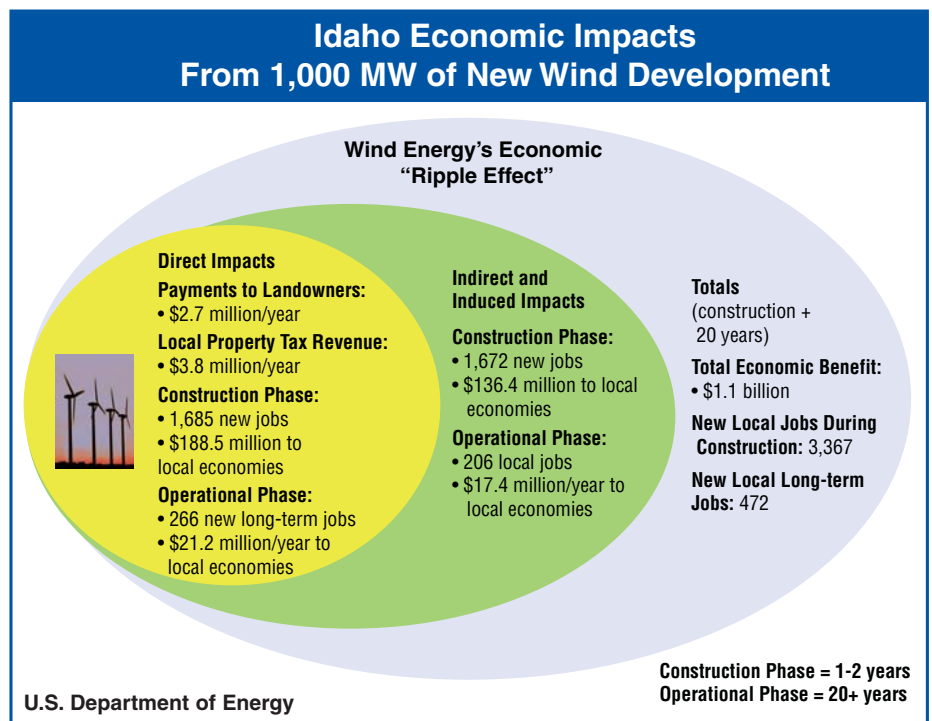 Idaho Economic Impacts
From 1,000 MW of New Wind Development
Wind Energy's Economic
“Ripple Effect”
Direct Impacts
Payments to Landowners:
• $2.7 million/year
Local Property Tax Revenue:
• $3.8 million/year
Construction Phase:
• 1,685 new jobs
• $188.5 million to
local economies
Operational Phase:
• 266 new long-term jobs
• $21.2 million/year to
local economies
Indirect and
Induced Impacts
Construction Phase:
• 1,672 new jobs
• $136.4 million to local
economies
Operational Phase:
• 206 local jobs
• $17.4 million/year to
local economies
Totals
(construction +
20 years)
Total Economic Benefit:
• $1.1 billion
New Local Jobs During
Construction: 3,367
New Local Long-term
Jobs: 472
Construction Phase = 1-2 years
Operational Phase = 20+ years
U.S. Department of Energy